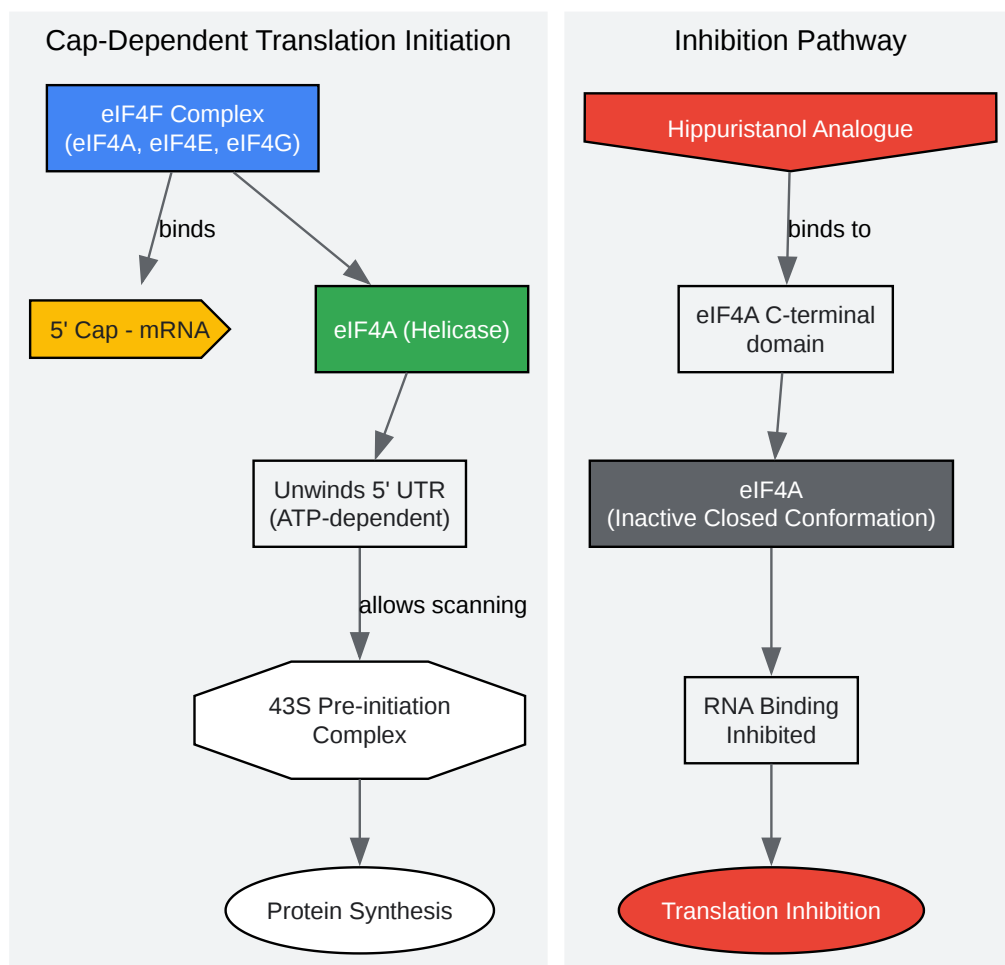 Cap-Dependent Translation Initiation
eIF4F Complex
(eIF4A, eIF4E, eIF4G)
binds
5' Cap - mRNA
eIF4A (Helicase)
Unwinds 5' UTR
(ATP-dependent)
allows scanning
43S Pre-initiation
Complex
Protein Synthesis
Inhibition Pathway
Hippuristanol Analogue
binds to
eIF4A C-terminal
domain
eIF4A
(Inactive Closed Conformation)
RNA Binding
Inhibited
Translation Inhibition